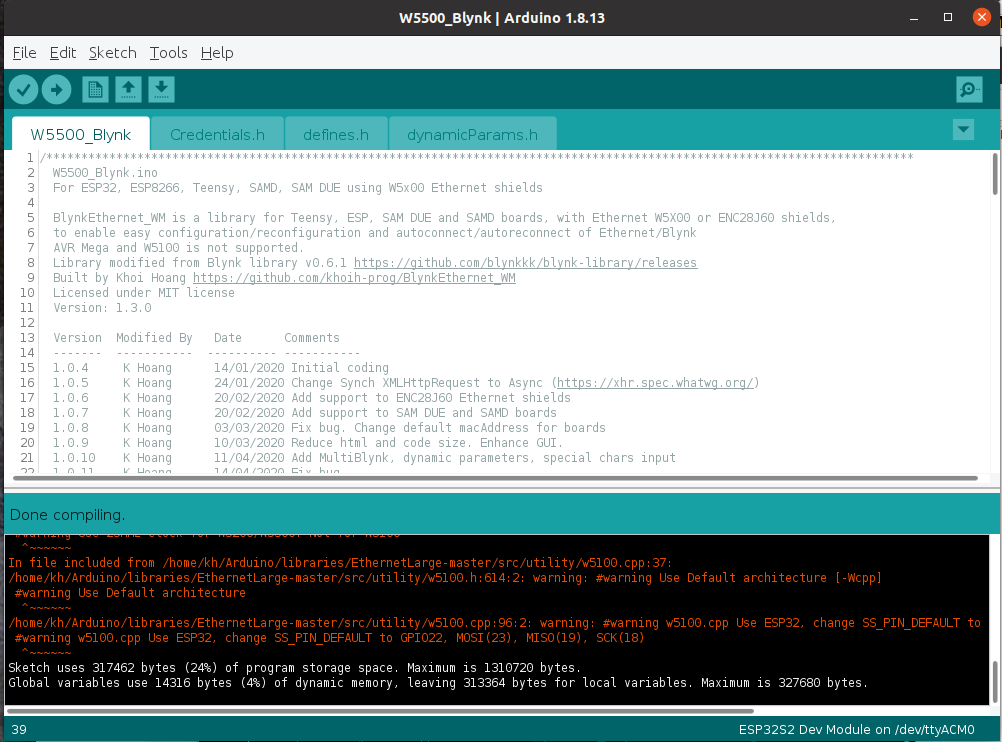 W5500_Blynk | Arduino 1.8.13
File Edit Sketch Tools Help
W5500_Blynk Credentials.h defines.h dynamicParams.h
1 /****************************************************************************************************************************
2 W5500_Blynk.ino
3 For ESP32, ESP8266, Teensy, SAMD, SAM DUE using W5x00 Ethernet shields
4
5 BlynkEthernet_WM is a library for Teensy, ESP, SAM DUE and SAMD boards, with Ethernet W5X00 or ENC28J60 shields,
6 to enable easy configuration/reconfiguration and autoconnect/autoreconnect of Ethernet/Blynk
7 AVR Mega and W5100 is not supported.
8 Library modified from Blynk library v0.6.1 https://github.com/blynkkk/blynk-library/releases
9 Built by Khoi Hoang https://github.com/khoih-prog/BlynkEthernet_WM
10 Licensed under MIT license
11 Version: 1.3.0
12
13 Version Modified By Date Comments
14 ------- ----------- ---------- -----------
15 1.0.4 K Hoang 14/01/2020 Initial coding
16 1.0.5 K Hoang 24/01/2020 Change Synch XMLHttpRequest to Async (https://xhr.spec.whatwg.org/)
17 1.0.6 K Hoang 20/02/2020 Add support to ENC28J60 Ethernet shields
18 1.0.7 K Hoang 20/02/2020 Add support to SAM DUE and SAMD boards
19 1.0.8 K Hoang 03/03/2020 Fix bug. Change default macAddress for boards
20 1.0.9 K Hoang 10/03/2020 Reduce html and code size. Enhance GUI.
21 1.0.10 K Hoang 11/04/2020 Add MultiBlynk, dynamic parameters, special chars input
22 1.0.11 K Hoang 14/04/2020 Fix bug
Done compiling.
^~~~~~~
In file included from /home/kh/Arduino/libraries/EthernetLarge-master/src/utility/w5100.cpp:37:
/home/kh/Arduino/libraries/EthernetLarge-master/src/utility/w5100.h:614:2: warning: #warning Use Default architecture [-Wcpp]
#warning Use Default architecture
^~~~~~~
/home/kh/Arduino/libraries/EthernetLarge-master/src/utility/w5100.cpp:96:2: warning: #warning w5100.cpp Use ESP32, change SS_PIN_DEFAULT to
#warning w5100.cpp Use ESP32, change SS_PIN_DEFAULT to GPIO22, MOSI(23), MISO(19), SCK(18)
^~~~~~~
Sketch uses 317462 bytes (24%) of program storage space. Maximum is 1310720 bytes.
Global variables use 14316 bytes (4%) of dynamic memory, leaving 313364 bytes for local variables. Maximum is 327680 bytes.
39 ESP32S2 Dev Module on /dev/ttyACM0